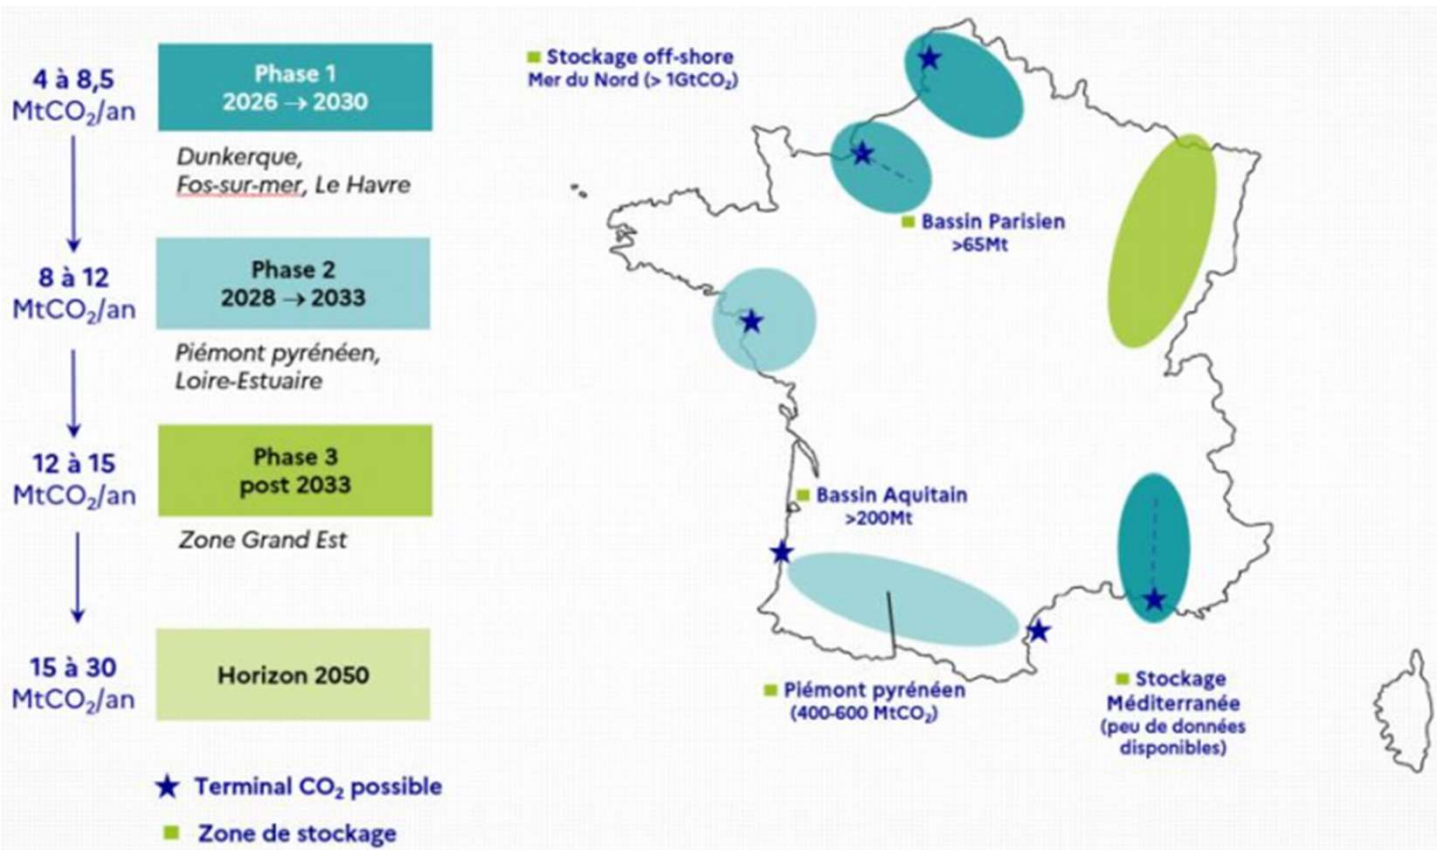 4 à 8,5
MtCO₂/an
Phase 1
2026 → 2030
Dunkerque,
Fos-sur-mer, Le Havre
8 à 12
MtCO₂/an
Phase 2
2028 → 2033
Piémont pyrénéen,
Loire-Estuaire
12 à 15
MtCO₂/an
Phase 3
post 2033
Zone Grand Est
15 à 30
MtCO₂/an
Horizon 2050
Terminal CO₂ possible
Zone de stockage
Stockage off-shore
Mer du Nord (> 1GtCO₂)
Bassin Parisien
>65Mt
Bassin Aquitain
>200Mt
Piémont pyrénéen
(400-600 MtCO₂)
Stockage
Méditerranée
(peu de données
disponibles)